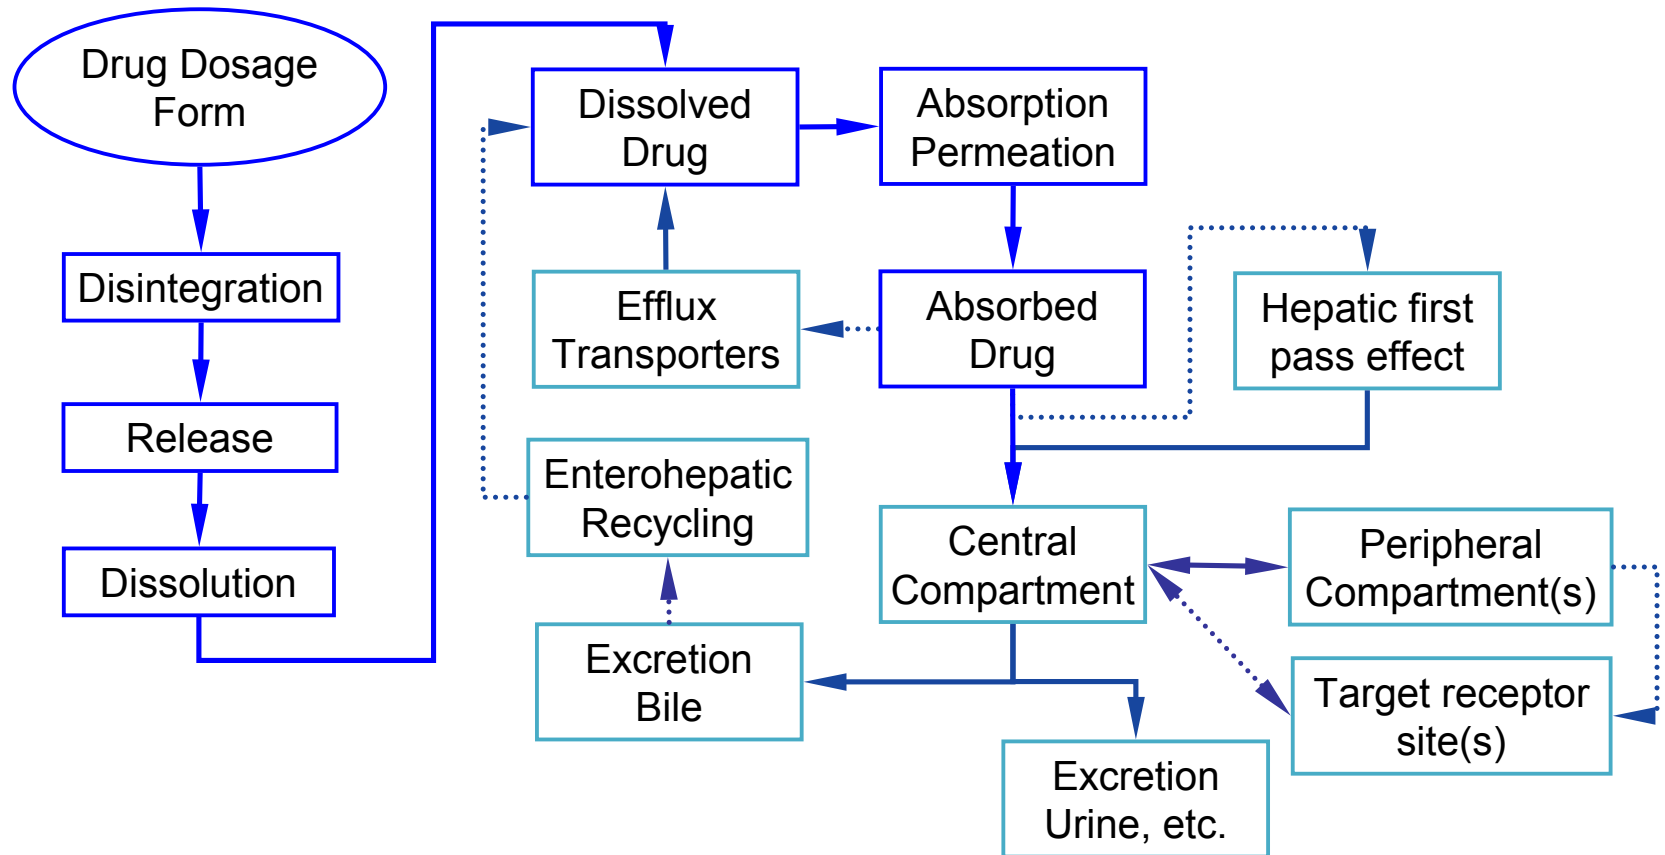 Drug Dosage
Form
Disintegration
Release
Dissolution
Dissolved
Drug
Absorption
Permeation
Efflux
Transporters
Absorbed
Drug
Hepatic first
pass effect
Enterohepatic
Recycling
Central
Compartment
Peripheral
Compartment(s)
Excretion
Bile
Target receptor
site(s)
Excretion
Urine, etc.